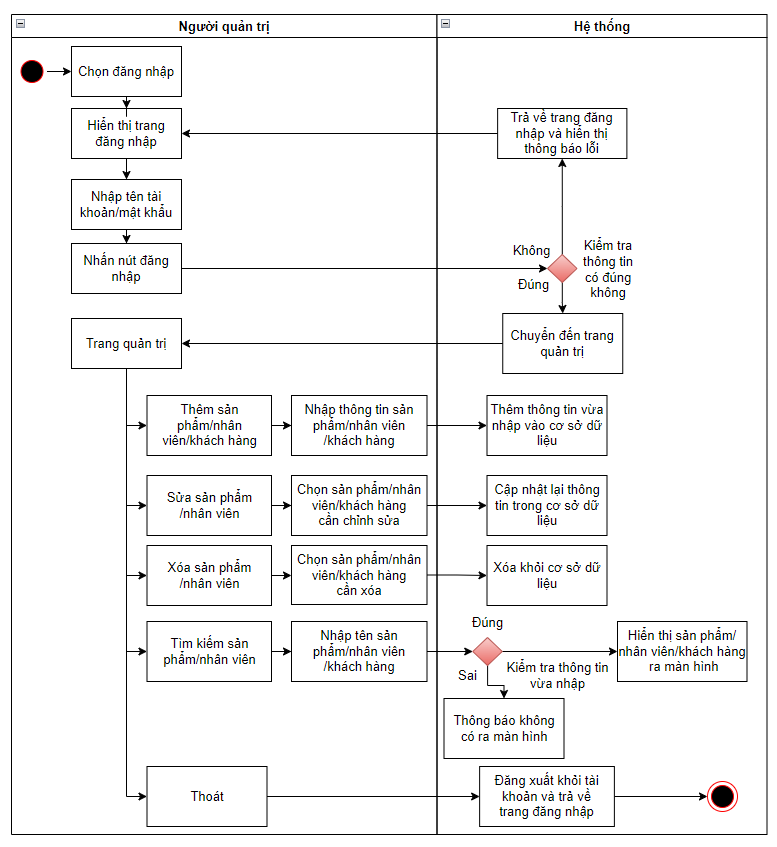 Người quản trị
Hệ thống
Chọn đăng nhập
Hiển thị trang
đăng nhập
Trả về trang đăng
nhập và hiển thị
thông báo lỗi
Nhập tên tài
khoản/mật khẩu
Nhấn nút đăng
nhập
Không
Đúng
Kiểm tra
thông tin
có đúng
không
Trang quản trị
Chuyển đến trang
quản trị
Thêm sản
phẩm/nhân
viên/khách hàng
Nhập thông tin sản
phẩm/nhân viên
/khách hàng
Thêm thông tin vừa
nhập vào cơ sở dữ
liệu
Sửa sản phẩm
/nhân viên
Chọn sản phẩm/nhân
viên/khách hàng
cần chỉnh sửa
Cập nhật lại thông
tin trong cơ sở dữ
liệu
Xóa sản phẩm
/nhân viên
Chọn sản phẩm/nhân
viên/khách hàng
cần xóa
Xóa khỏi cơ sở dữ
liệu
Tìm kiếm sản
phẩm/nhân viên
Nhập tên sản
phẩm/nhân viên
/khách hàng
Đúng
Sai
Kiểm tra thông tin
vừa nhập
Hiển thị sản phẩm/
nhân viên/khách hàng
ra màn hình
Thông báo không
có ra màn hình
Thoát
Đăng xuất khỏi tài
khoản và trả về
trang đăng nhập